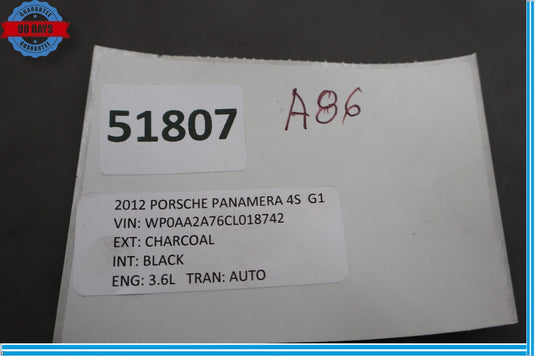 GUARANTEE
90 DAYS
GUARANTEE
51807
A86
2012 PORSCHE PANAMERA 4S G1
VIN: WP0AA2A76CL018742
EXT: CHARCOAL
INT: BLACK
ENG: 3.6L TRAN: AUTO